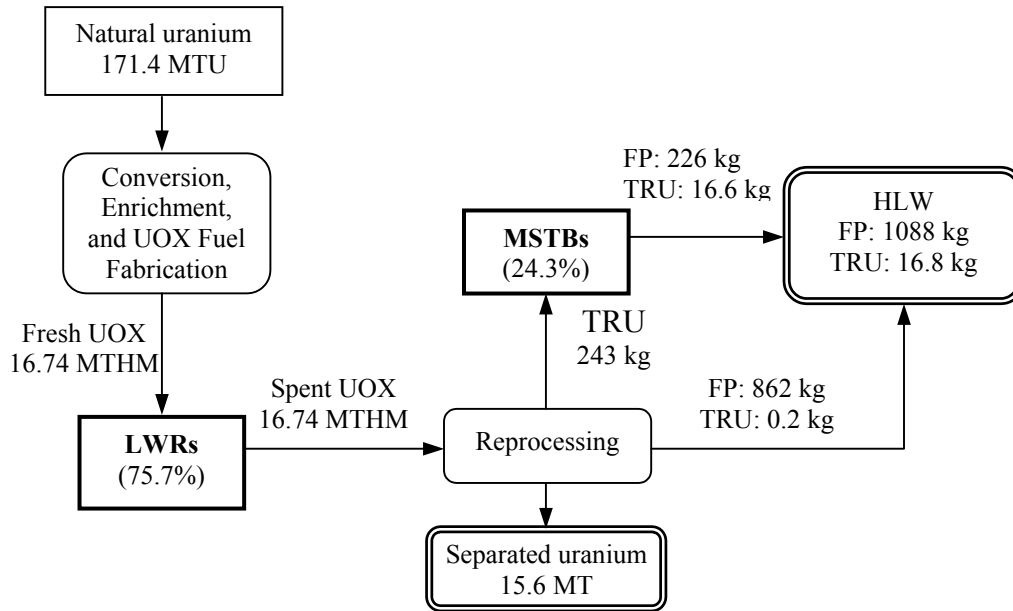 Natural uranium
171.4 MTU
Conversion,
Enrichment,
and UOX Fuel
Fabrication
Fresh UOX
16.74 MTHM
LWRs
(75.7%)
Spent UOX
16.74 MTHM
Reprocessing
TRU
243 kg
MSTBs
(24.3%)
FP: 226 kg
TRU: 16.6 kg
HLW
FP: 1088 kg
TRU: 16.8 kg
FP: 862 kg
TRU: 0.2 kg
Separated uranium
15.6 MT